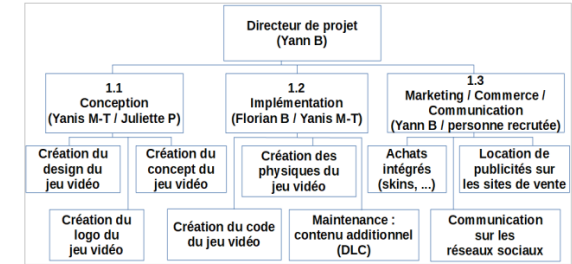 Directeur de projet
(Yann B)
1.1
Conception
(Yanis M-T / Juliette P)
1.2
Implémentation
(Florian B / Yanis M-T)
1.3
Marketing / Commerce /
Communication
(Yann B / personne recrutée)
Création du
design du
jeu vidéo
Création du
concept du
jeu vidéo
Création des
physiques du
jeu vidéo
Achats
intégrés
(skins, ...)
Location de
publicités sur
les sites de vente
Création du
logo du
jeu vidéo
Création du code
du jeu vidéo
Maintenance :
contenu additionnel
(DLC)
Communication
sur les
réseaux sociaux